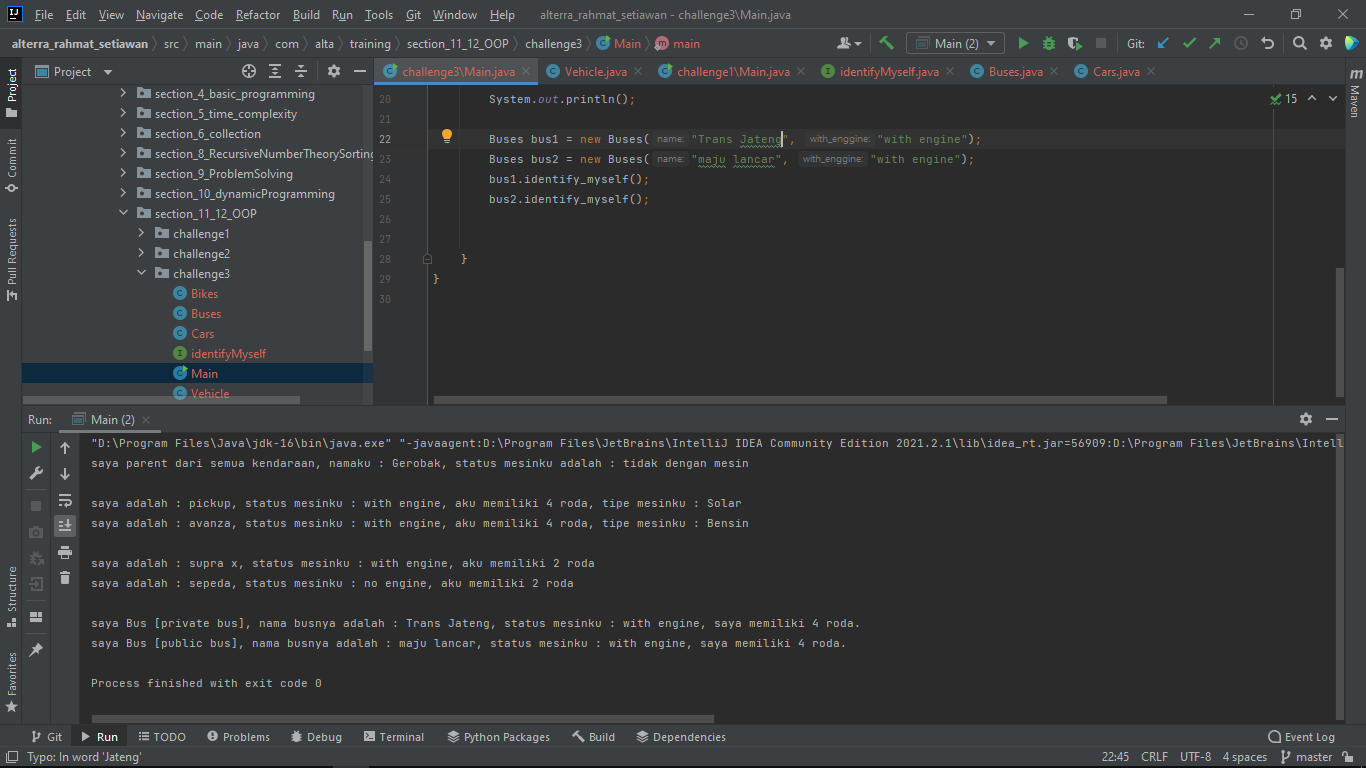 File Edit View Navigate Code Refactor Build Run Tools Git Window Help alterra_rahmat_setiawan - challenge3\Main.java
alterra_rahmat_setiawan src main java com alta training section_11_12_OOP challenge3 Main main Main (2) Git:
Project
challenge3\Main.java Vehicle.java challenge1\Main.java identifyMyself.java Buses.java Cars.java
Project
Commit
Pull Requests
Structure
Favorites
Maven
section_4_basic_programming
section_5_time_complexity
section_6_collection
section_8_RecursiveNumberTheorySorting
section_9_ProblemSolving
section_10_dynamicProgramming
section_11_12_OOP
challenge1
challenge2
challenge3
Bikes
Buses
Cars
identifyMyself
Main
Vehicle
15
20 System.out.println();
21
22 Buses bus1 = new Buses( name: "Trans Jateng", with_enggine: "with engine");
23 Buses bus2 = new Buses( name: "maju lancar", with_enggine: "with engine");
24 bus1.identify_myself();
25 bus2.identify_myself();
26
27
28 }
29 }
30
Run: Main (2)
"D:\Program Files\Java\jdk-16\bin\java.exe" "-javaagent:D:\Program Files\JetBrains\IntelliJ IDEA Community Edition 2021.2.1\lib\idea_rt.jar=56909:D:\Program Files\JetBrains\Intell
saya parent dari semua kendaraan, namaku : Gerobak, status mesinku adalah : tidak dengan mesin
saya adalah : pickup, status mesinku : with engine, aku memiliki 4 roda, tipe mesinku : Solar
saya adalah : avanza, status mesinku : with engine, aku memiliki 4 roda, tipe mesinku : Bensin
saya adalah : supra x, status mesinku : with engine, aku memiliki 2 roda
saya adalah : sepeda, status mesinku : no engine, aku memiliki 2 roda
saya Bus [private bus], nama busnya adalah : Trans Jateng, status mesinku : with engine, saya memiliki 4 roda.
saya Bus [public bus], nama busnya adalah : maju lancar, status mesinku : with engine, saya memiliki 4 roda.
Process finished with exit code 0
Git Run TODO Problems Debug Terminal Python Packages Build Dependencies Event Log
Typo: In word 'Jateng' 22:45 CRLF UTF-8 4 spaces master